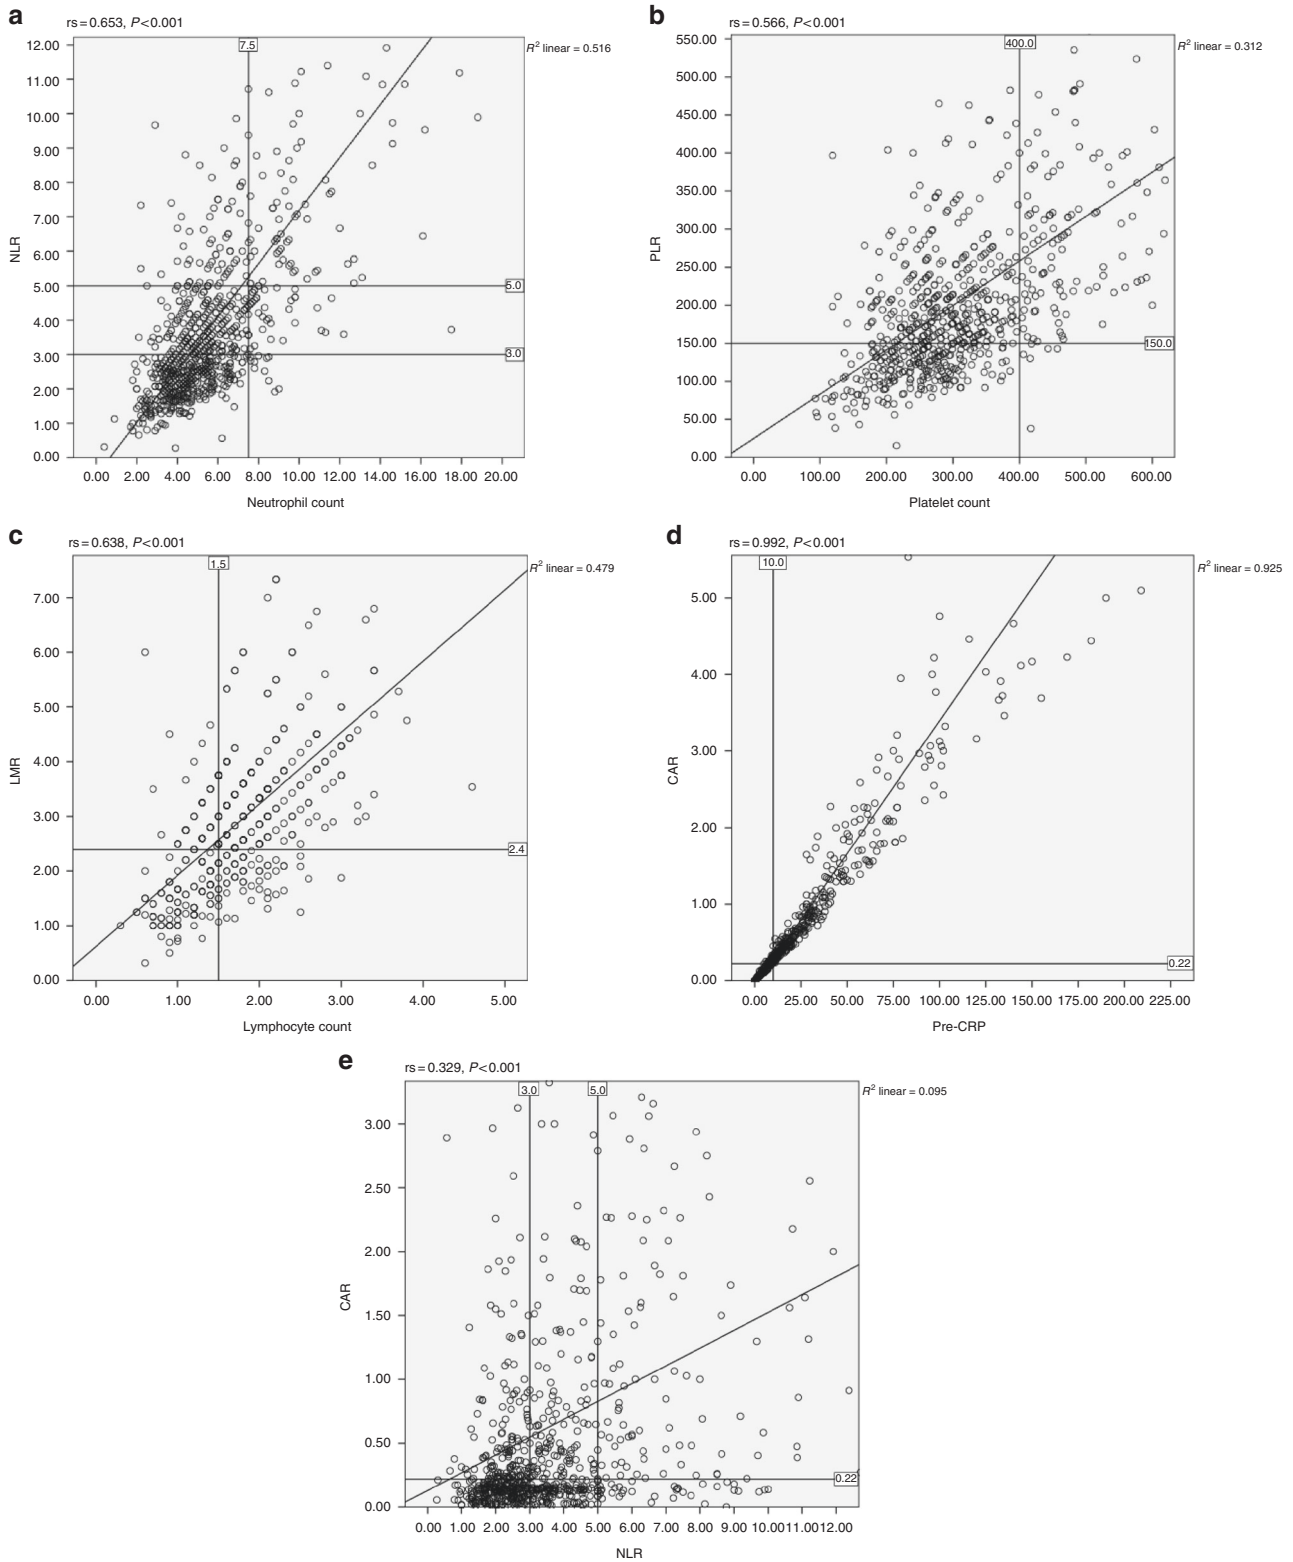 a
rs=0.653, P<0.001
R² linear = 0.516
7.5
12.00
11.00
10.00
9.00
8.00
7.00
6.00
5.00
4.00
3.00
2.00
1.00
0.00
5.0
3.0
NLR
0.00 2.00 4.00 6.00 8.00 10.00 12.00 14.00 16.00 18.00 20.00
Neutrophil count
b
rs=0.566, P<0.001
R² linear = 0.312
400.0
550.00
500.00
450.00
400.00
350.00
300.00
250.00
200.00
150.00
100.00
50.00
0.00
150.0
PLR
0.00 100.00 200.00 300.00 400.00 500.00 600.00
Platelet count
c
rs=0.638, P<0.001
R² linear = 0.479
1.5
7.00
6.00
5.00
4.00
3.00
2.00
1.00
0.00
2.4
LMR
0.00 1.00 2.00 3.00 4.00 5.00
Lymphocyte count
d
rs=0.992, P<0.001
R² linear = 0.925
10.0
5.00
4.00
3.00
2.00
1.00
0.00
0.22
CAR
0.00 25.00 50.00 75.00 100.00 125.00 150.00 175.00 200.00 225.00
Pre-CRP
e
rs=0.329, P<0.001
R² linear = 0.095
3.0 5.0
3.00
2.50
2.00
1.50
1.00
0.50
0.00
0.22
CAR
0.00 1.00 2.00 3.00 4.00 5.00 6.00 7.00 8.00 9.00 10.00 11.00 12.00
NLR